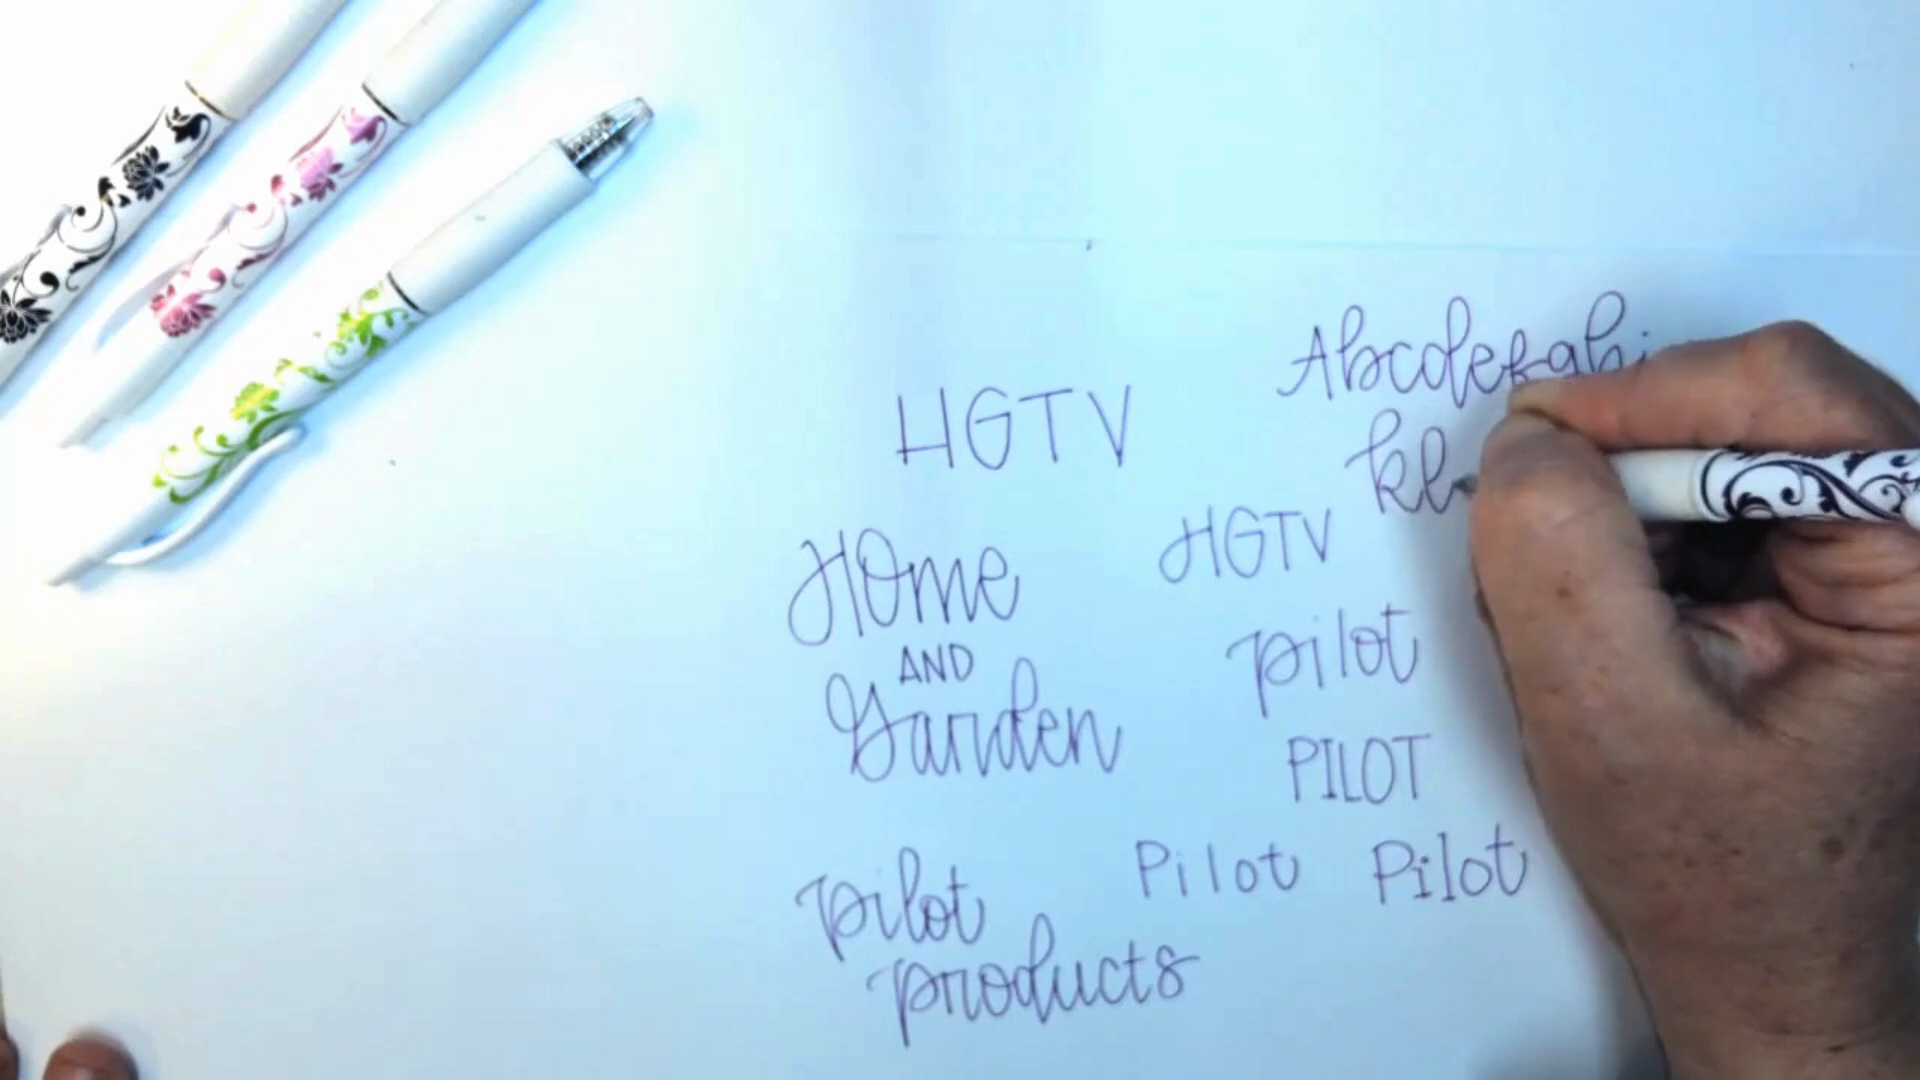 Abcdefghi
kl
HGTV
HGTV
Home
AND
Garden
pilot
PILOT
Pilot Pilot
pilot
products